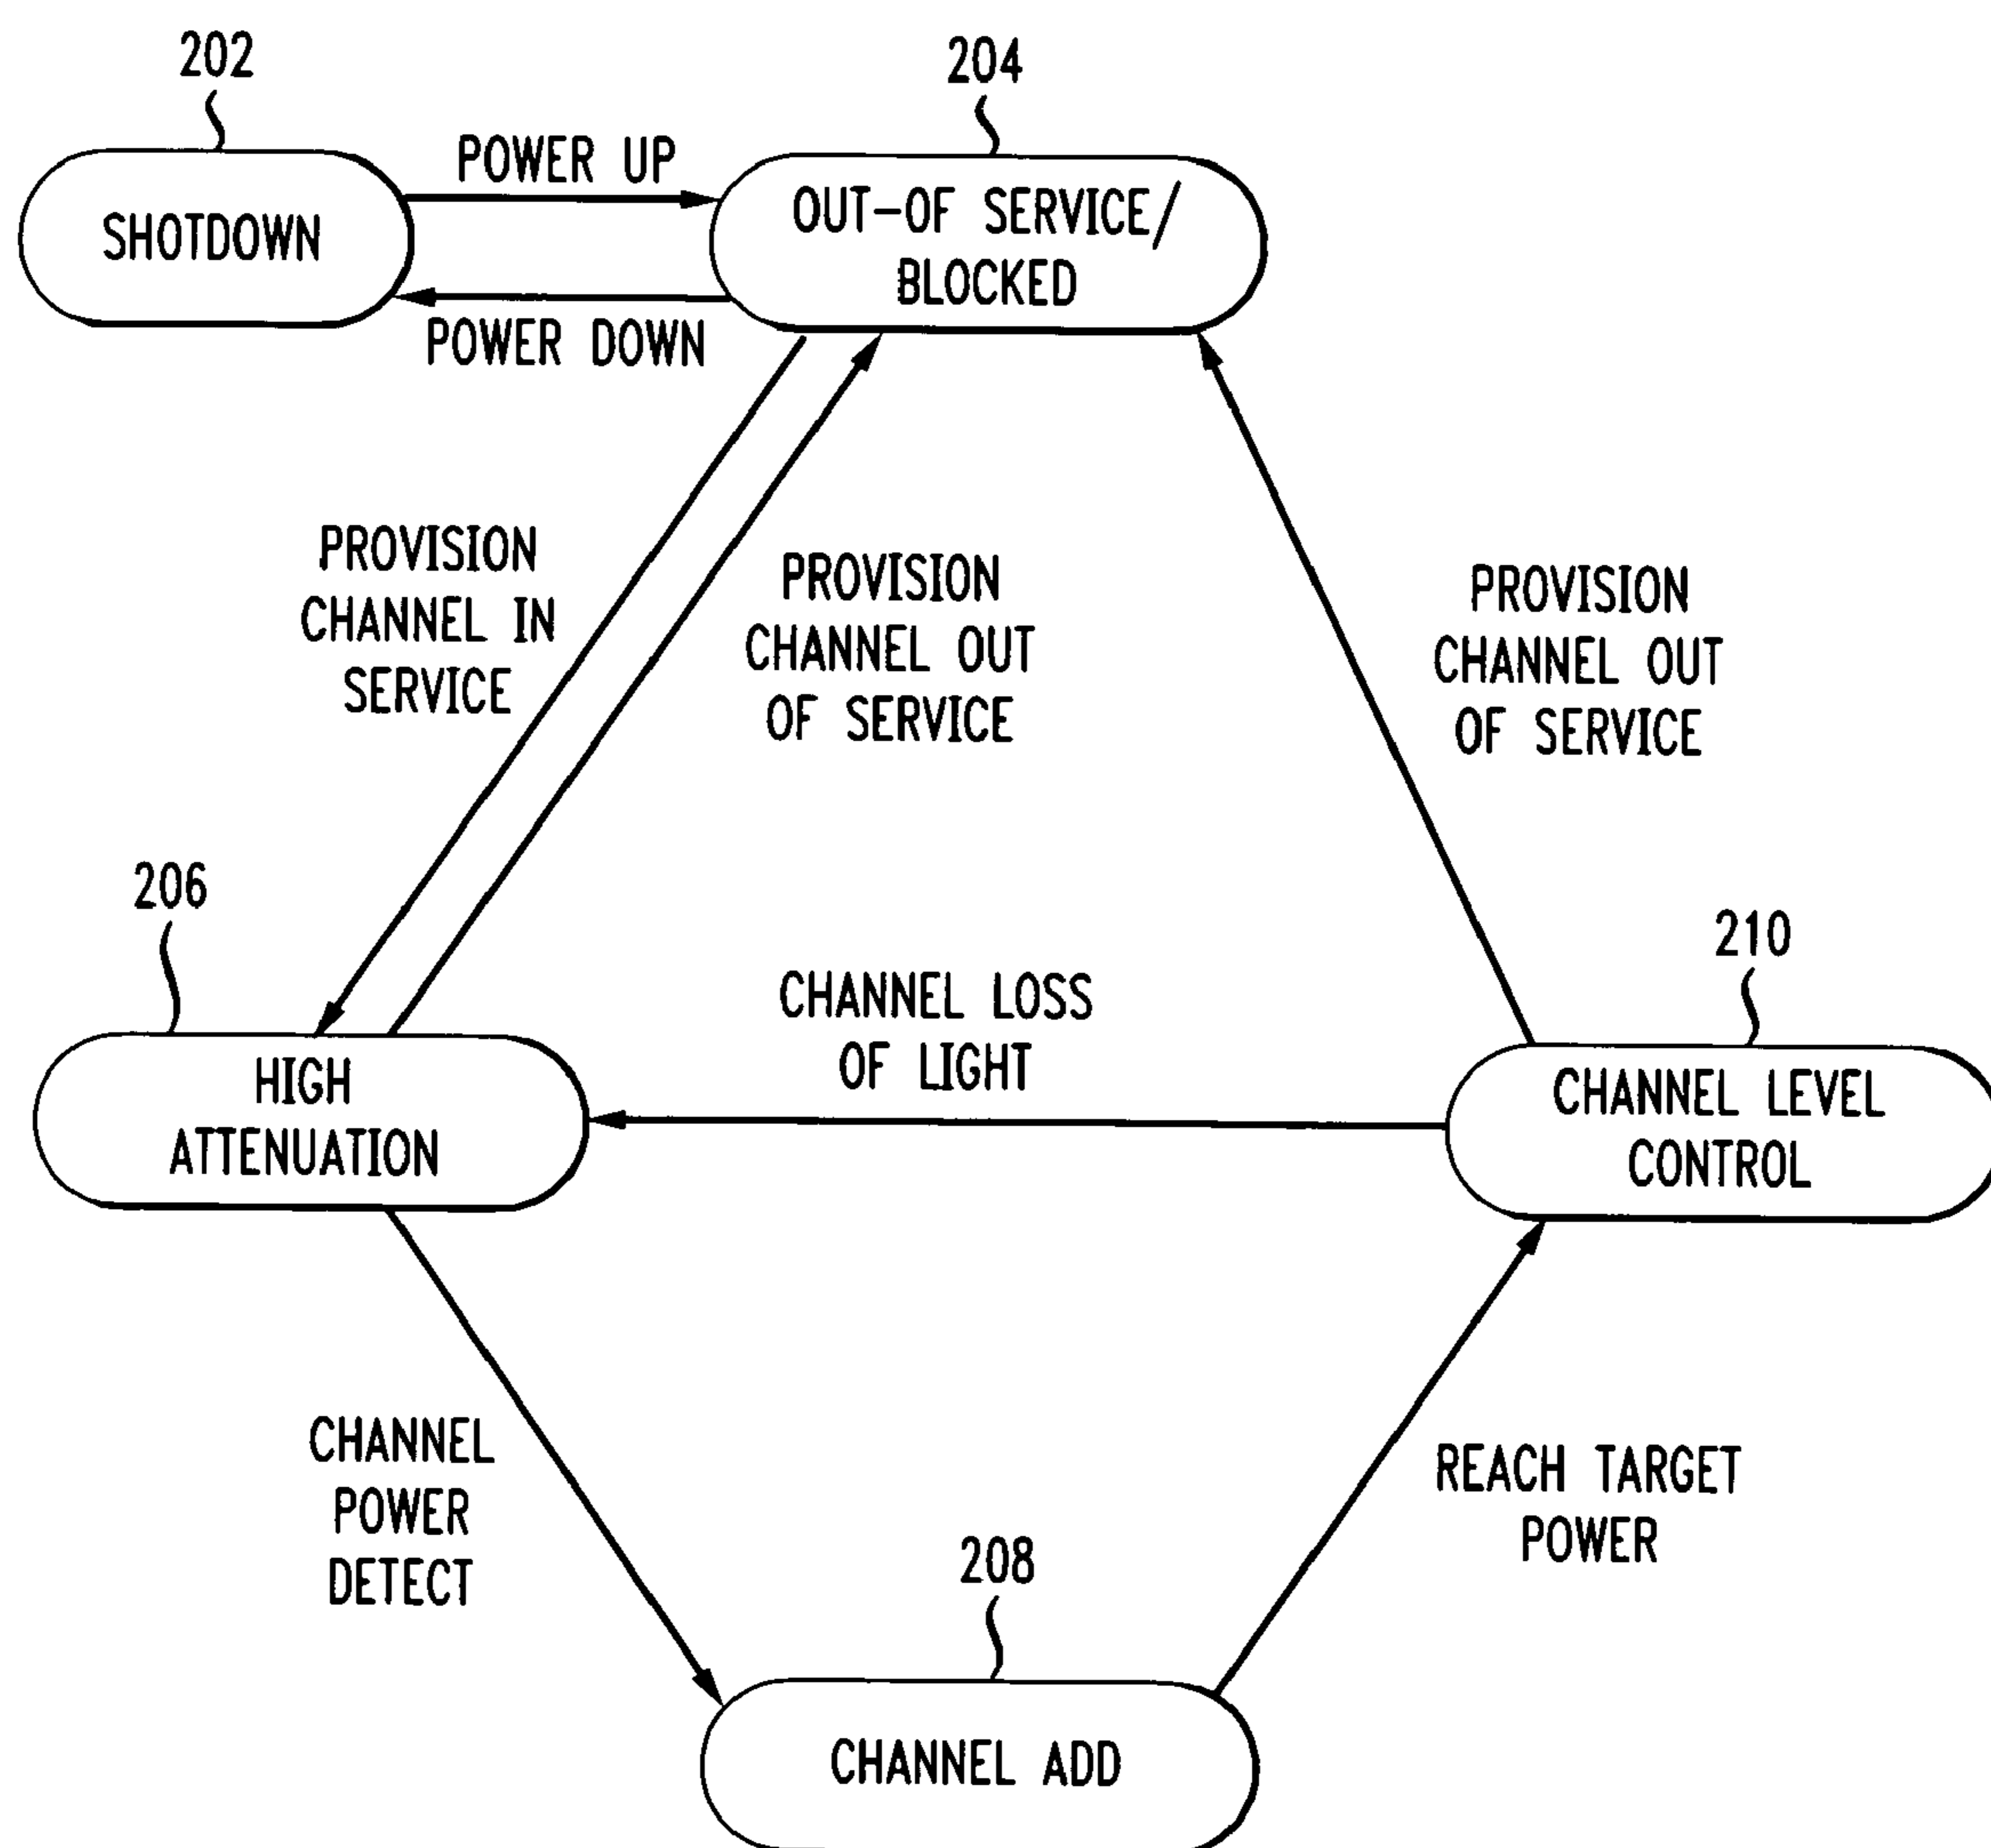 202
204
POWER UP
SHOTDOWN
OUT-OF SERVICE/
BLOCKED
POWER DOWN
PROVISION
CHANNEL IN
SERVICE
PROVISION
CHANNEL OUT
OF SERVICE
PROVISION
CHANNEL OUT
OF SERVICE
206
210
CHANNEL LOSS
OF LIGHT
HIGH
ATTENUATION
CHANNEL LEVEL
CONTROL
CHANNEL
POWER
DETECT
REACH TARGET
POWER
208
CHANNEL ADD